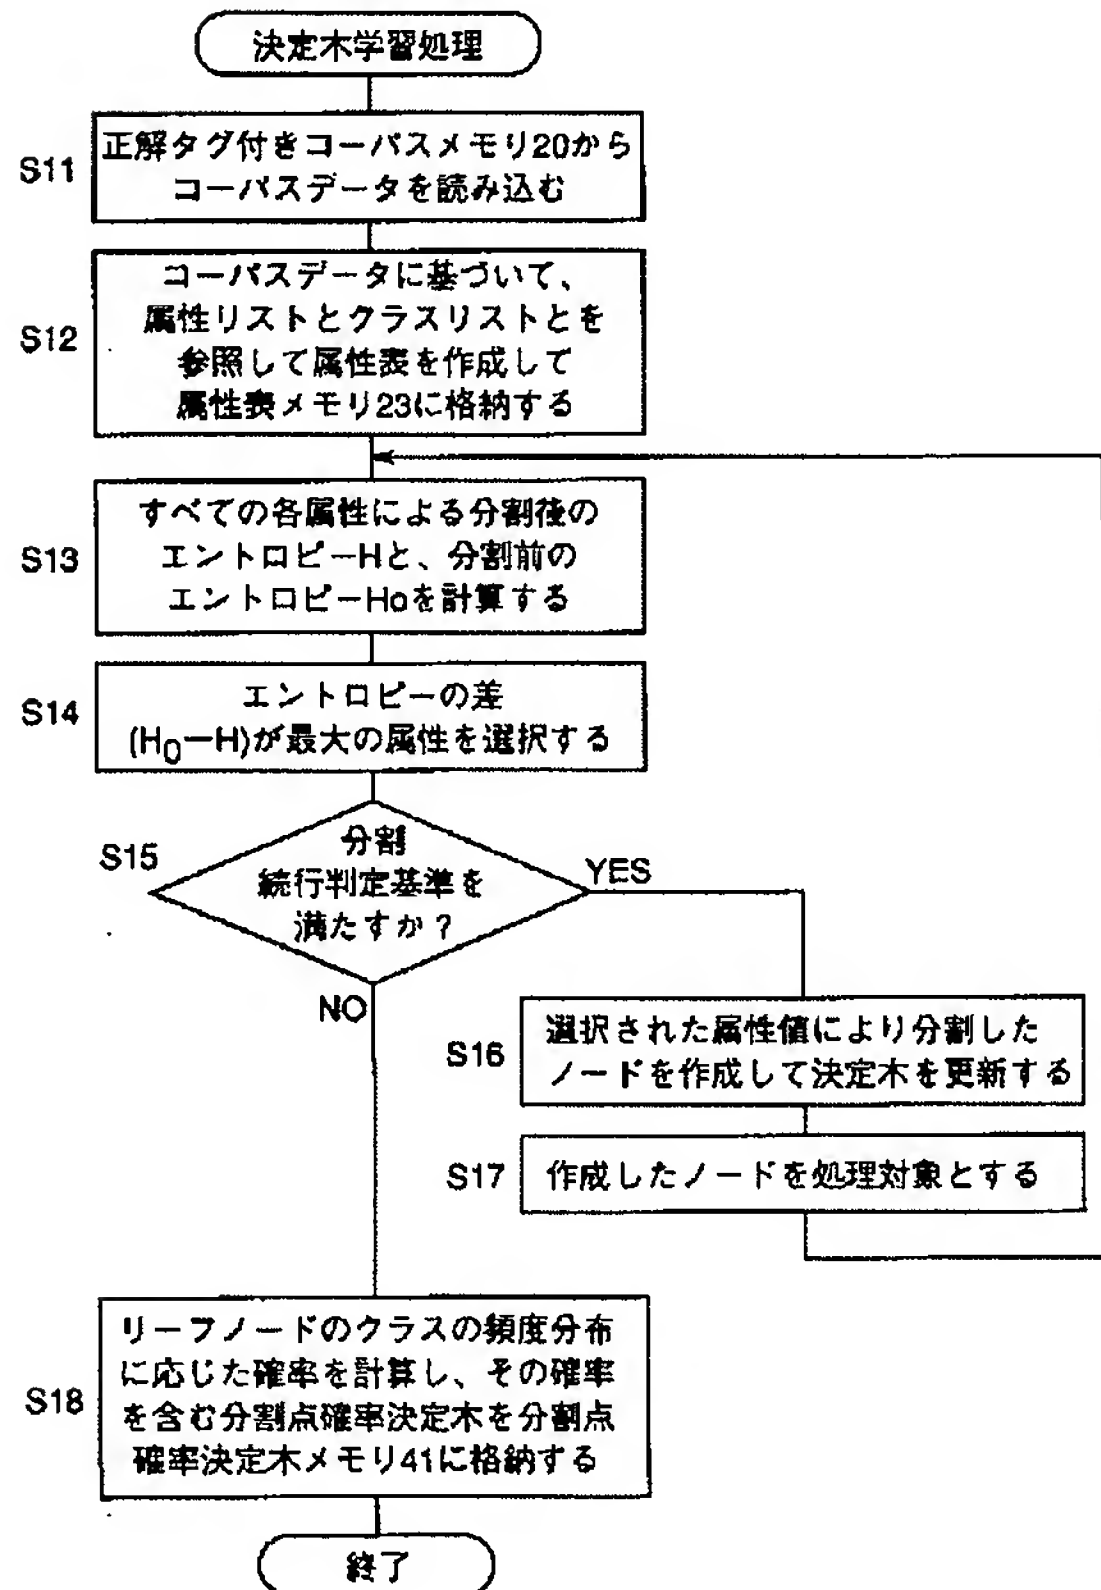 決定木学習処理
S11
正解タグ付きコーパスメモリ20から
コーパスデータを読み込む
S12
コーパスデータに基づいて、
属性リストとクラスリストとを
参照して属性表を作成して
属性表メモリ23に格納する
S13
すべての各属性による分割後の
エントロピーHと、分割前の
エントロピーHoを計算する
S14
エントロピーの差
(H0ーH)が最大の属性を選択する
S15
分割
続行判定基準を
満たすか？
YES
NO
S16
選択された属性値により分割した
ノードを作成して決定木を更新する
S17
作成したノードを処理対象とする
S18
リーフノードのクラスの頻度分布
に応じた確率を計算し、その確率
を含む分割点確率決定木を分割点
確率決定木メモリ41に格納する
終了